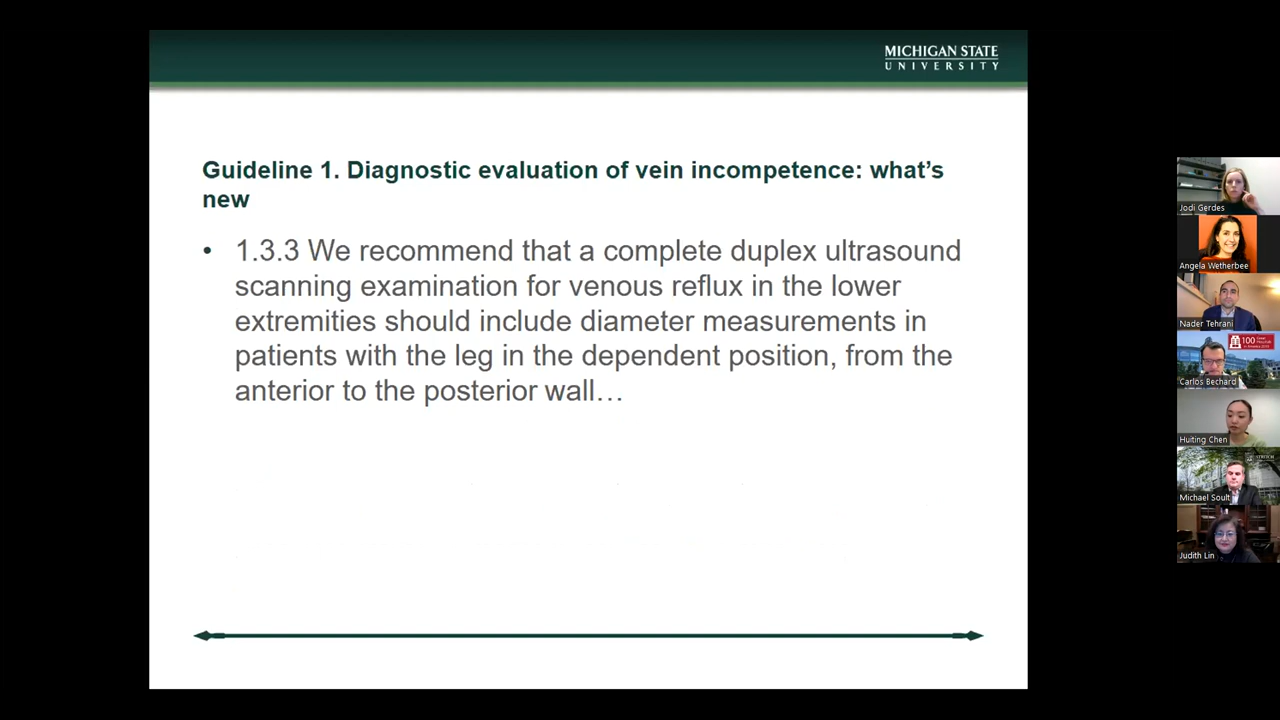 MICHIGAN STATE
UNIVERSITY
Guideline 1. Diagnostic evaluation of vein incompetence: what’s
new
• 1.3.3 We recommend that a complete duplex ultrasound
scanning examination for venous reflux in the lower
extremities should include diameter measurements in
patients with the leg in the dependent position, from the
anterior to the posterior wall…
Jodi Gerdes
Angela Wetherbee
Nader Tehrani
100
Carlos Bechard
Huiting Chen
Michael Soult
Judith Lin